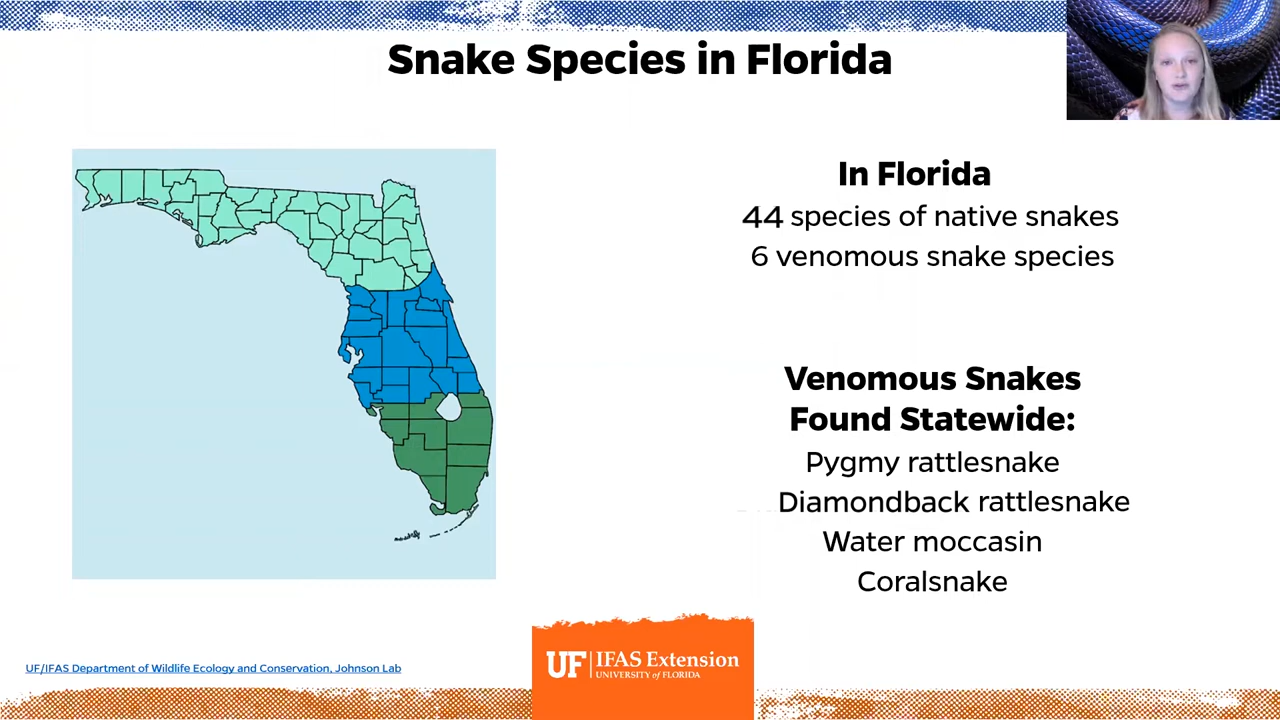 Snake Species in Florida
In Florida
44 species of native snakes
6 venomous snake species
Venomous Snakes
Found Statewide:
Pygmy rattlesnake
Diamondback rattlesnake
Water moccasin
Coralsnake
UF/IFAS Department of Wildlife Ecology and Conservation, Johnson Lab
UF | IFAS Extension
UNIVERSITY of FLORIDA